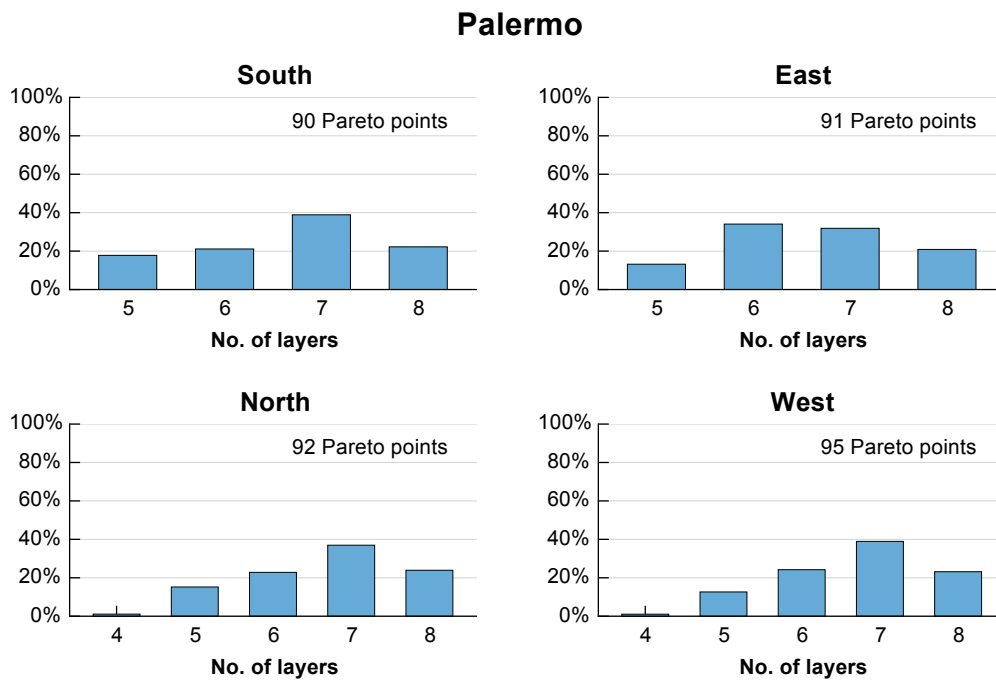 Palermo
South
100%
80%
60%
40%
20%
0%
90 Pareto points
5 6 7 8
No. of layers
East
100%
80%
60%
40%
20%
0%
91 Pareto points
5 6 7 8
No. of layers
North
100%
80%
60%
40%
20%
0%
92 Pareto points
4 5 6 7 8
No. of layers
West
100%
80%
60%
40%
20%
0%
95 Pareto points
4 5 6 7 8
No. of layers